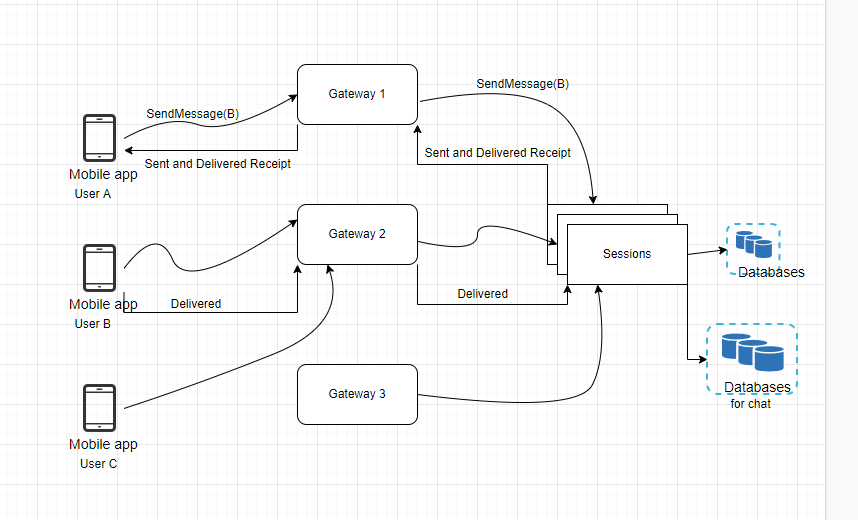 Gateway 1
SendMessage(B)
SendMessage(B)
Sent and Delivered Receipt
Sent and Delivered Receipt
Mobile app
User A
Gateway 2
Sessions
Databases
Mobile app
User B
Delivered
Delivered
Gateway 3
Databases
for chat
Mobile app
User C